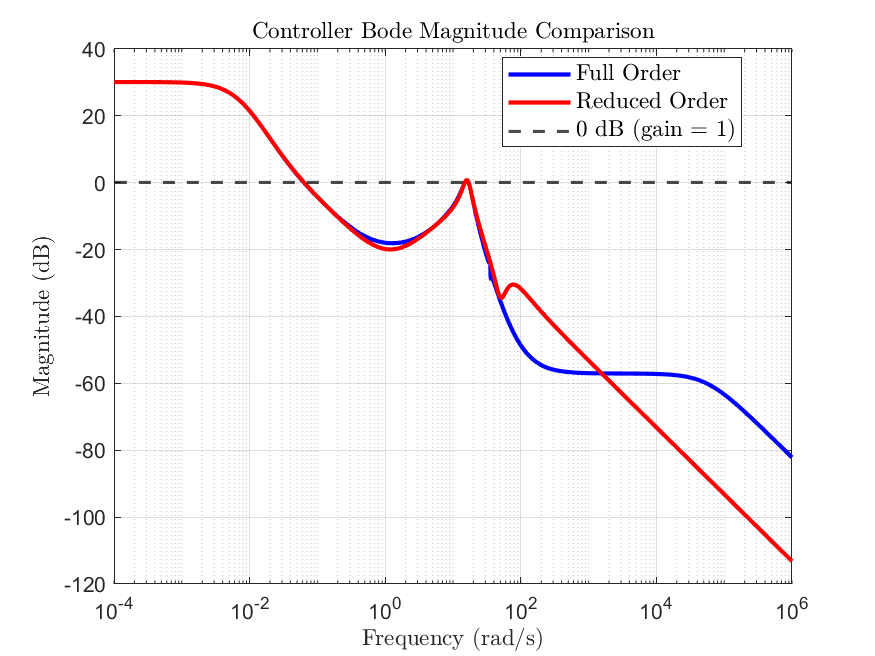 Controller Bode Magnitude Comparison
Full Order
Reduced Order
0 dB (gain = 1)
Magnitude (dB)
40
20
0
-20
-40
-60
-80
-100
-120
10^-4
10^-2
10^0
10^2
10^4
10^6
Frequency (rad/s)